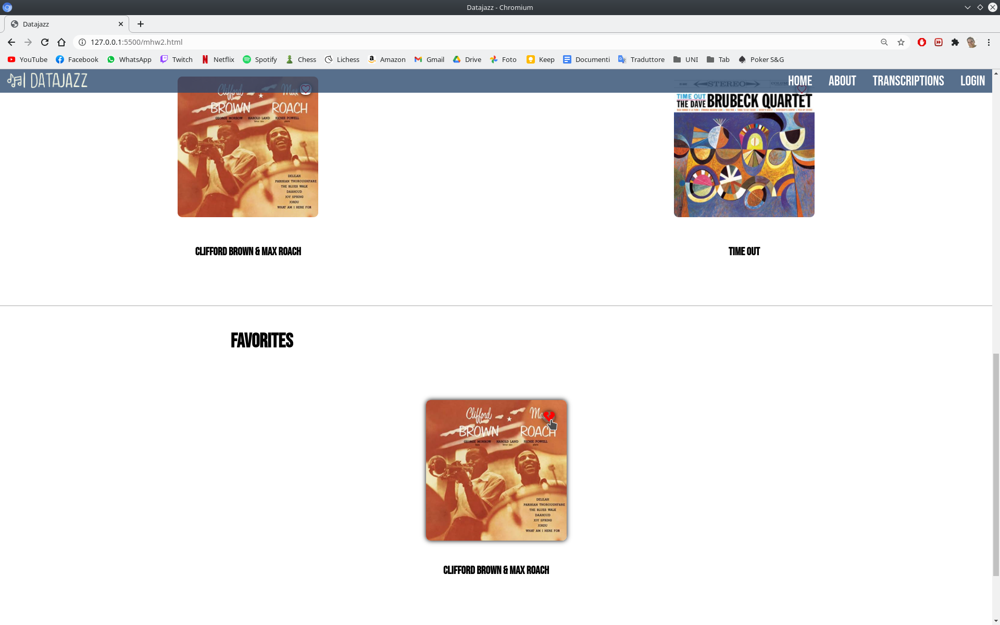 Datajazz - Chromium
Datajazz
127.0.0.1:5500/mhw2.html
YouTube Facebook WhatsApp Twitch Netflix Spotify Chess Lichess Amazon Gmail Drive Foto Keep Documenti Traduttore UNI Tab Poker S&G
DATAJAZZ HOME ABOUT TRANSCRIPTIONS LOGIN
Clifford Max
BROWN ROACH
GEORGE MORROW HAROLD LAND RICHIE POWELL
DELILAH
PARISIAN THOROUGHFARE
THE BLUES WALK
DAAHOUD
JOY SPRING
JORDU
WHAT AM I HERE FOR
STEREO
TIME OUT
THE DAVE BRUBECK QUARTET
CLIFFORD BROWN & MAX ROACH
TIME OUT
FAVORITES
Clifford Ma
BROWN ROACH
GEORGE MORROW HAROLD LAND RICHIE POWELL
DELILAH
PARISIAN THOROUGHFARE
THE BLUES WALK
DAAHOUD
JOY SPRING
JORDU
WHAT AM I HERE FOR
CLIFFORD BROWN & MAX ROACH